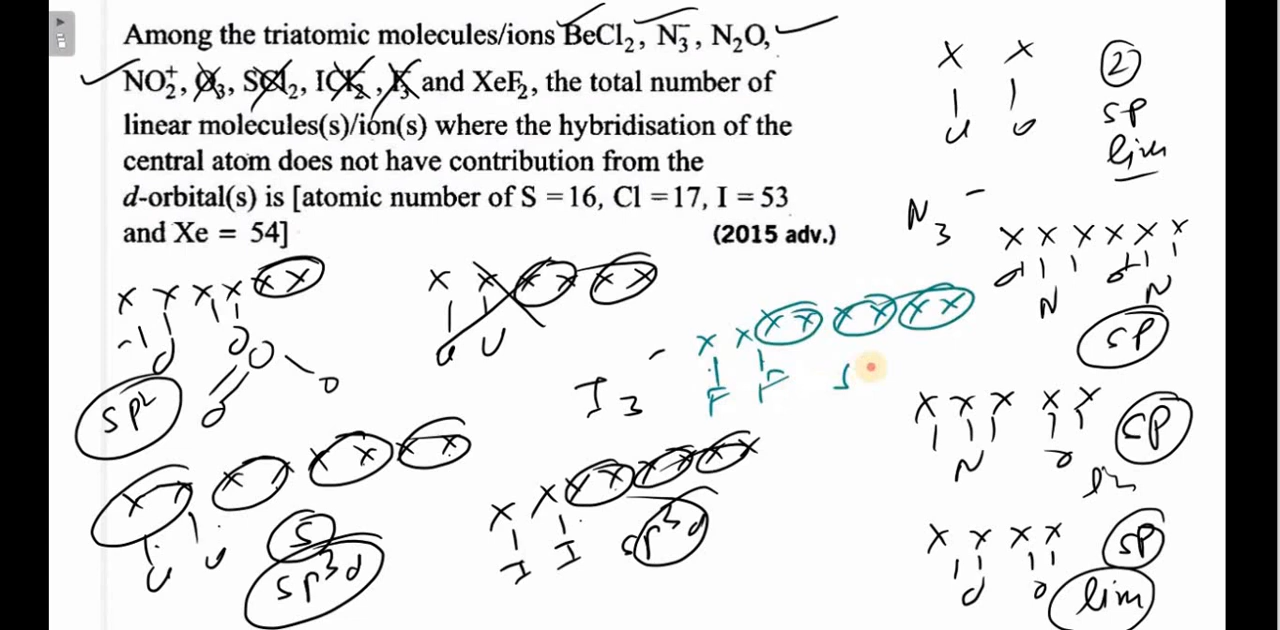 Among the triatomic molecules/ions BeCl₂, N₃⁻, N₂O,
NO₂⁺, O₃, SCl₂, ICl₂⁻, I₃⁻ and XeF₂, the total number of
linear molecules(s)/ion(s) where the hybridisation of the
central atom does not have contribution from the
d-orbital(s) is [atomic number of S = 16, Cl = 17, I = 53
and Xe = 54]
(2015 adv.)
x x
②
sp
N₃⁻
x x x x x x
N N
sp
x x x x x x
sp²
x x x x
I₃⁻
x x x x x x x x
F F
x x x x x
N
sp
x x x x x x x x
5
sp³d
x x x x x x x x
I I
sp³d
x x x x
sp